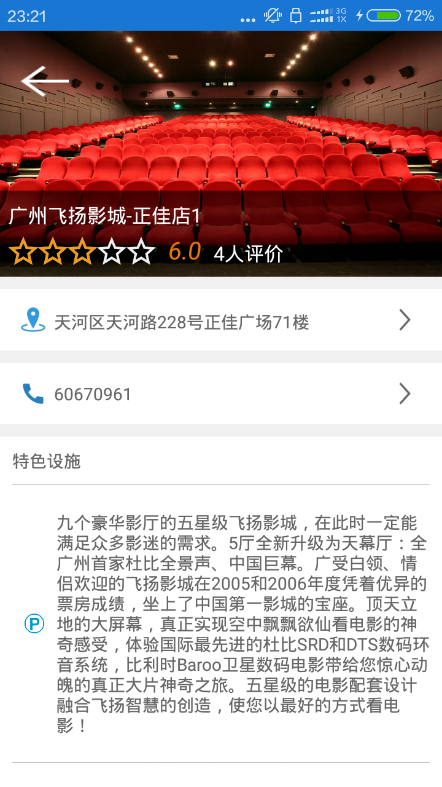 23:21
3G
1X
72%
广州飞扬影城-正佳店1
6.0 4人评价
天河区天河路228号正佳广场71楼
60670961
特色设施
九个豪华影厅的五星级飞扬影城，在此时一定能
满足众多影迷的需求。5厅全新升级为天幕厅：全
广州首家杜比全景声、中国巨幕。广受白领、情
侣欢迎的飞扬影城在2005和2006年度凭着优异的
票房成绩，坐上了中国第一影城的宝座。顶天立
地的大屏幕，真正实现空中飘飘欲仙看电影的神
奇感受，体验国际最先进的杜比SRD和DTS数码环
音系统，比利时Baroo卫星数码电影带给您惊心动
魄的真正大片神奇之旅。五星级的电影配套设计
融合飞扬智慧的创造，使您以最好的方式看电
影！
P